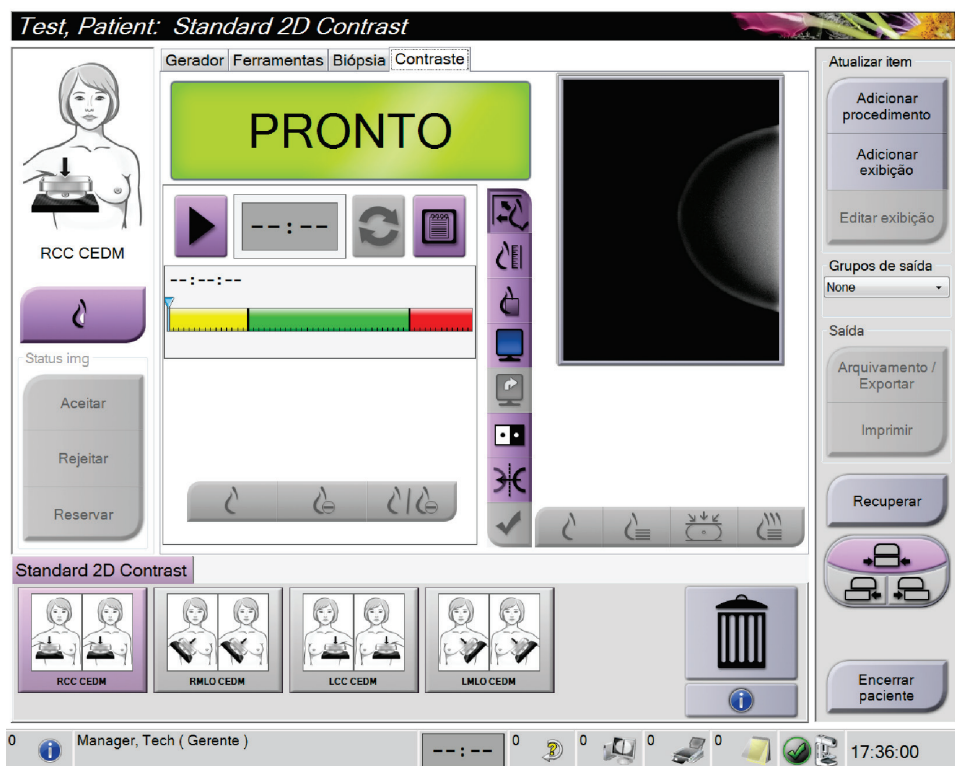 Test, Patient: Standard 2D Contrast
Gerador Ferramentas Biópsia Contraste
PRONTO
--:--
9999
--:--:--
RCC CEDM
Status img
Aceitar
Rejeitar
Reservar
Atualizar item
Adicionar
procedimento
Adicionar
exibição
Editar exibição
Grupos de saída
None
Saída
Arquivamento /
Exportar
Imprimir
Recuperar
Encerrar
paciente
Standard 2D Contrast
RCC CEDM
RMLO CEDM
LCC CEDM
LMLO CEDM
0
Manager, Tech ( Gerente )
--:--
0
0
0
0
17:36:00